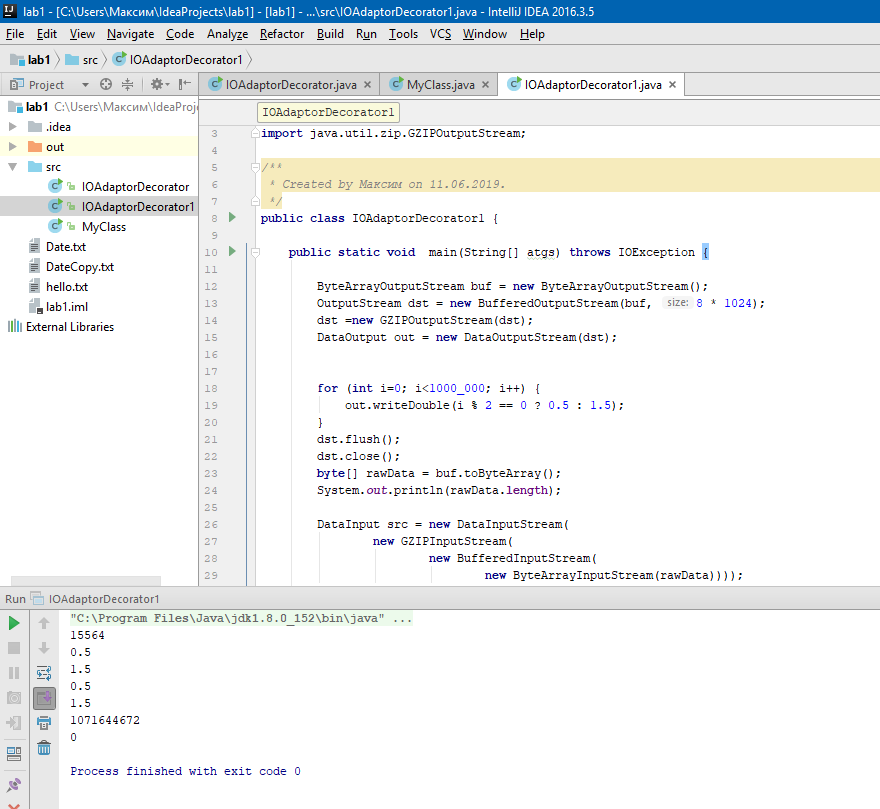 lab1 - [C:\Users\Максим\IdeaProjects\lab1] - [lab1] - ...\src\IOAdaptorDecorator1.java - IntelliJ IDEA 2016.3.5
File Edit View Navigate Code Analyze Refactor Build Run Tools VCS Window Help
lab1 src IOAdaptorDecorator1
Project IOAdaptorDecorator.java MyClass.java IOAdaptorDecorator1.java
lab1 C:\Users\Максим\IdeaProj
.idea
out
src
IOAdaptorDecorator
IOAdaptorDecorator1
MyClass
Date.txt
DateCopy.txt
hello.txt
lab1.iml
External Libraries
IOAdaptorDecorator1
3 import java.util.zip.GZIPOutputStream;
4
5 /**
6 * Created by Максим on 11.06.2019.
7 */
8 public class IOAdaptorDecorator1 {
9
10 public static void main(String[] atgs) throws IOException {
11
12 ByteArrayOutputStream buf = new ByteArrayOutputStream();
13 OutputStream dst = new BufferedOutputStream(buf, size: 8 * 1024);
14 dst =new GZIPOutputStream(dst);
15 DataOutput out = new DataOutputStream(dst);
16
17
18 for (int i=0; i<1000_000; i++) {
19 out.writeDouble(i % 2 == 0 ? 0.5 : 1.5);
20 }
21 dst.flush();
22 dst.close();
23 byte[] rawData = buf.toByteArray();
24 System.out.println(rawData.length);
25
26 DataInput src = new DataInputStream(
27 new GZIPInputStream(
28 new BufferedInputStream(
29 new ByteArrayInputStream(rawData))));
Run IOAdaptorDecorator1
"C:\Program Files\Java\jdk1.8.0_152\bin\java" ...
15564
0.5
1.5
0.5
1.5
1071644672
0
Process finished with exit code 0